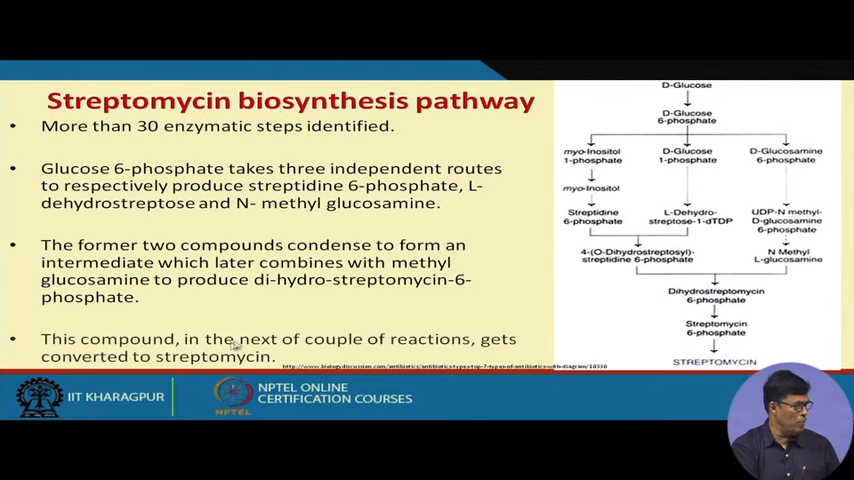 Streptomycin biosynthesis pathway
• More than 30 enzymatic steps identified.
• Glucose 6-phosphate takes three independent routes
to respectively produce streptidine 6-phosphate, L-
dehydrostreptose and N- methyl glucosamine.
• The former two compounds condense to form an
intermediate which later combines with methyl
glucosamine to produce di-hydro-streptomycin-6-
phosphate.
• This compound, in the next of couple of reactions, gets
converted to streptomycin.
D-Glucose
D-Glucose
6-phosphate
myo-Inositol
1-phosphate
D-Glucose
1-phosphate
D-Glucosamine
6-phosphate
myo-Inositol
Streptidine
6-phosphate
L-Dehydro-
streptose-1-dTDP
UDP-N methyl-
D-glucosamine
6-phosphate
4-(O-Dihydrostreptosyl)-
streptidine 6-phosphate
N Methyl
L-glucosamine
Dihydrostreptomycin
6-phosphate
Streptomycin
6-phosphate
STREPTOMYCIN
http://www.biologydiscussion.com/antibiotics/antibiotics-types-top-7-types-of-antibiotics-with-diagram/10330
IIT KHARAGPUR
NPTEL
NPTEL ONLINE
CERTIFICATION COURSES